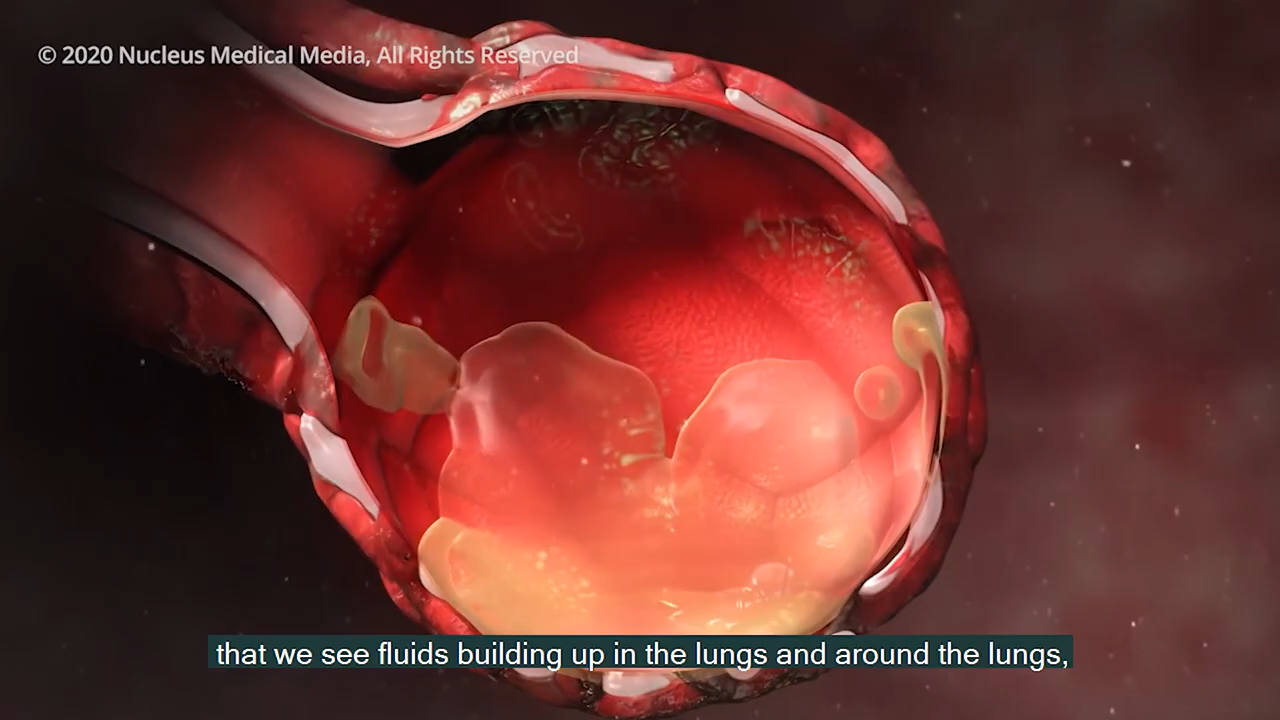 © 2020 Nucleus Medical Media, All Rights Reserved
that we see fluids building up in the lungs and around the lungs,